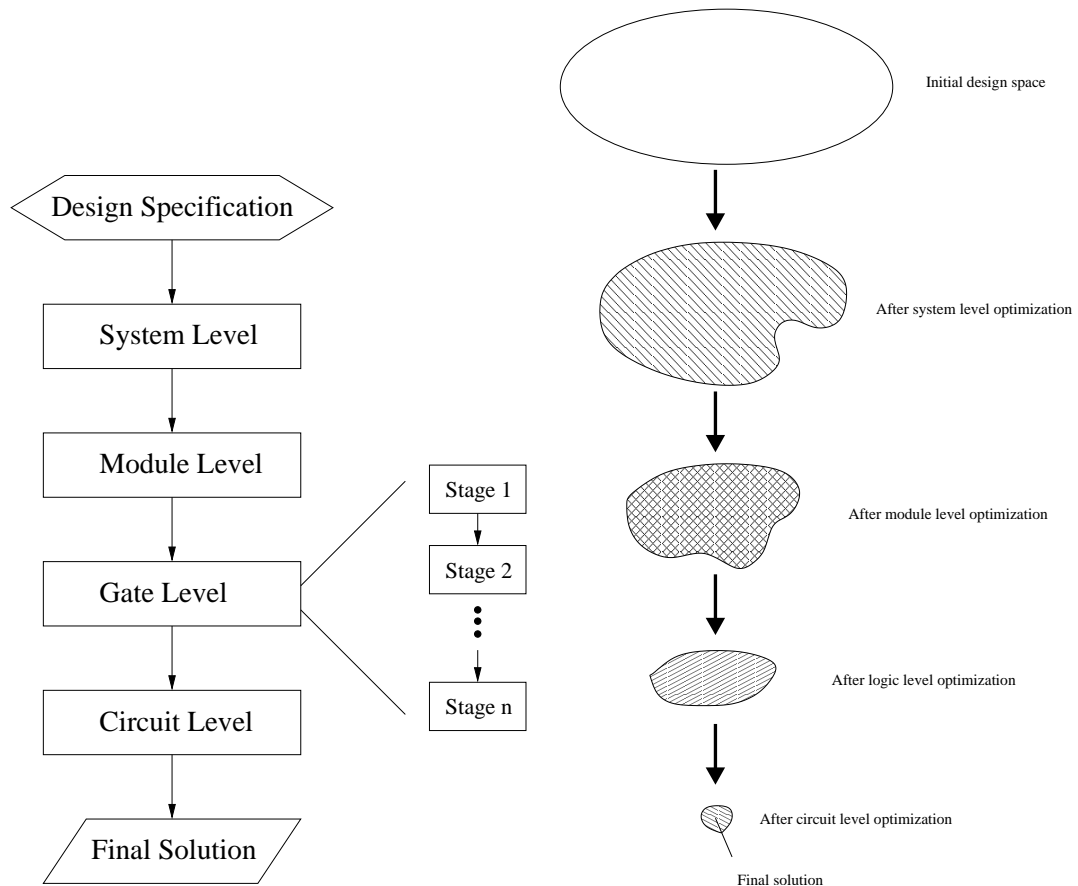 Design Specification
System Level
Module Level
Gate Level
Circuit Level
Final Solution
Stage 1
Stage 2
Stage n
Initial design space
After system level optimization
After module level optimization
After logic level optimization
After circuit level optimization
Final solution